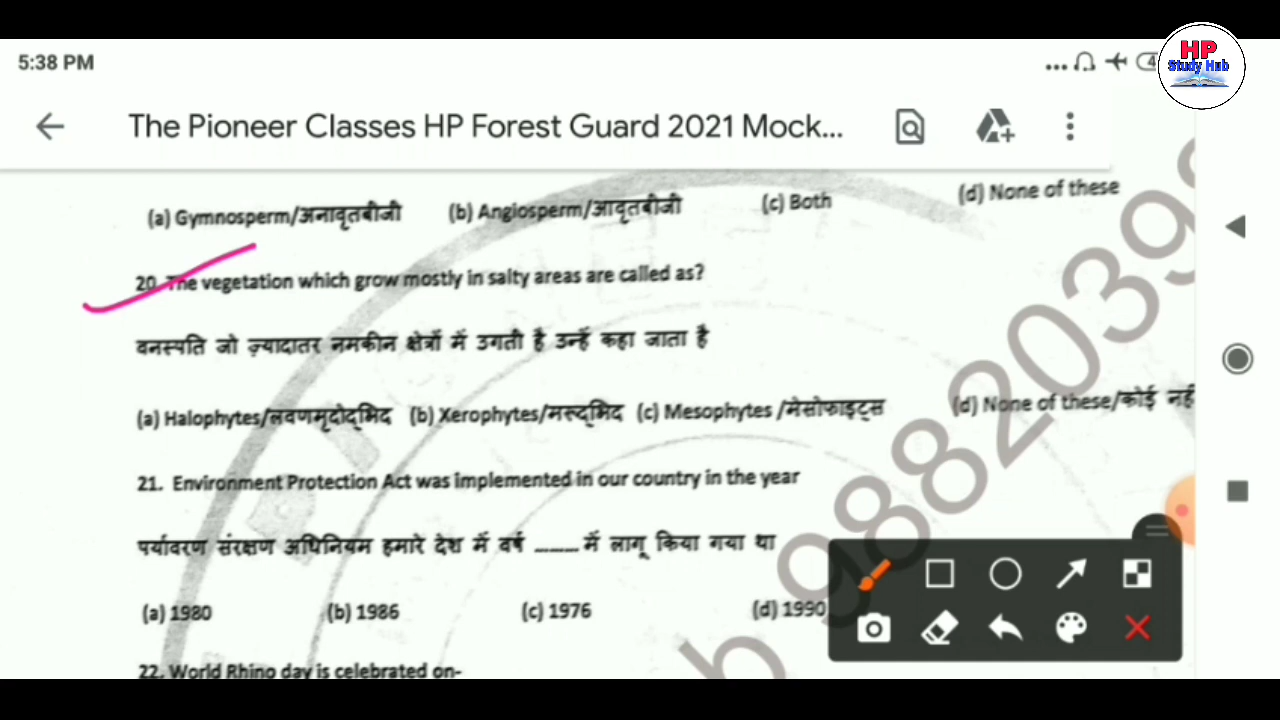 5:38 PM
HP
Study Hub
The Pioneer Classes HP Forest Guard 2021 Mock...
(a) Gymnosperm/अनावृतबीजी (b) Angiosperm/आवृतबीजी (c) Both (d) None of these
20. The vegetation which grow mostly in salty areas are called as?
वनस्पति जो ज़्यादातर नमकीन क्षेत्रों में उगती है उन्हें कहा जाता है
(a) Halophytes/लवणमृदोद्भिद (b) Xerophytes/मरूद्भिद (c) Mesophytes /मेसोफाइट्स (d) None of these/कोई नहीं
21. Environment Protection Act was implemented in our country in the year
पर्यावरण संरक्षण अधिनियम हमारे देश में वर्ष ........ में लागू किया गया था
(a) 1980 (b) 1986 (c) 1976 (d) 1990
22. World Rhino day is celebrated on-